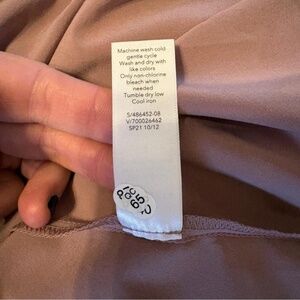 Machine wash cold
gentle cycle
Wash and dry with
like colors
Only non-chlorine
bleach when
needed
Tumble dry low
Cool iron
S/486452-08
V/700026462
SP21 10/12